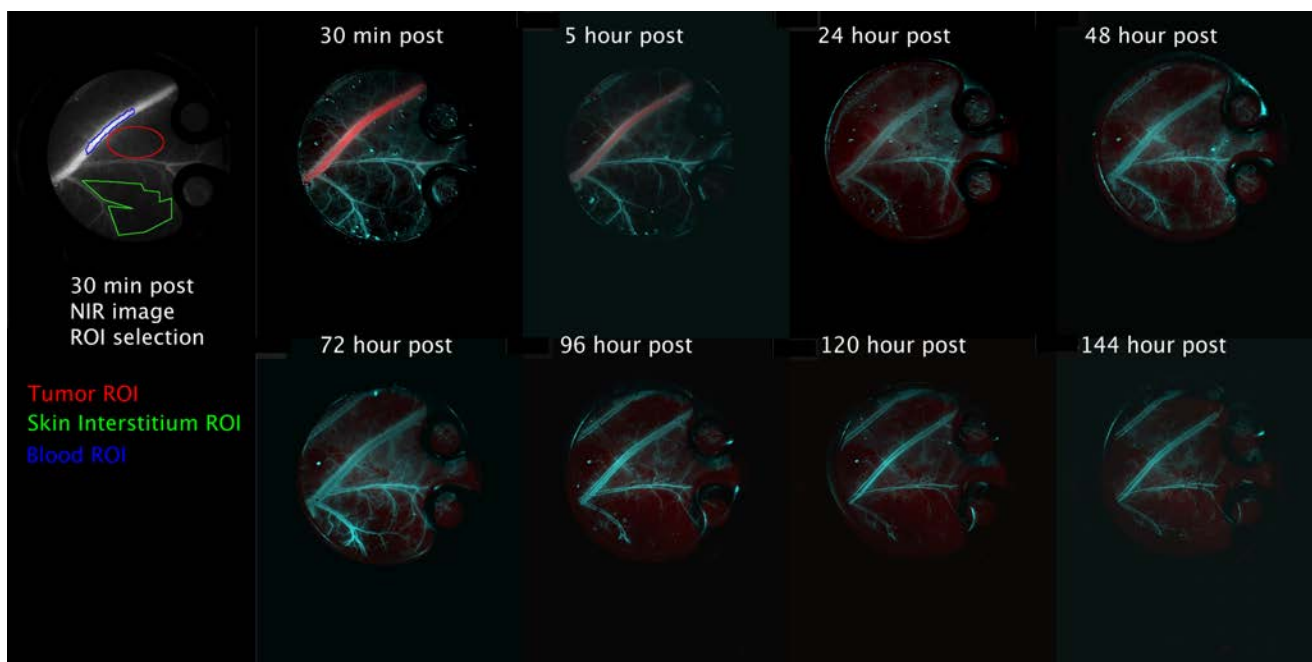 30 min post
5 hour post
24 hour post
48 hour post
30 min post
NIR image
ROI selection
72 hour post
96 hour post
120 hour post
144 hour post
Tumor ROI
Skin Interstitium ROI
Blood ROI